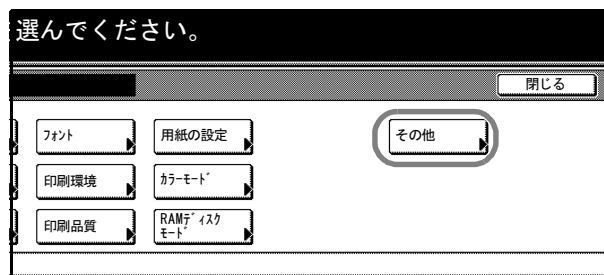 選んでください。
閉じる
ﾌｫﾝﾄ
用紙の設定
その他
印刷環境
ｶﾗｰﾓｰﾄﾞ
印刷品質
RAMﾃﾞｨｽｸ
ﾓｰﾄﾞ